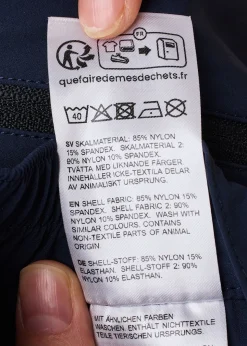 FR
quefairedemesdechets.fr
40
SV SKALMATERIAL: 85% NYLON
15% SPANDEX. SKALMATERIAL 2:
90% NYLON 10% SPANDEX.
TVÄTTA MED LIKNANDE FÄRGER
INNEHÅLLER ICKE-TEXTILA DELAR
AV ANIMALISKT URSPRUNG.
EN SHELL FABRIC: 85% NYLON 15%
SPANDEX. SHELL FABRIC 2: 90%
NYLON 10% SPANDEX. WASH WITH
SIMILAR COLOURS. CONTAINS
NON-TEXTILE PARTS OF ANIMAL
ORIGIN.
DE SHELL-STOFF: 85% NYLON 15%
ELASTHAN. SHELL-STOFF 2: 90%
NYLON 10% ELASTHAN.
MIT ÄHNLICHEN FARBEN
WASCHEN. ENTHÄLT NICHTTEXTILE
TEILE TIERISCHEN URSPRUNGS.